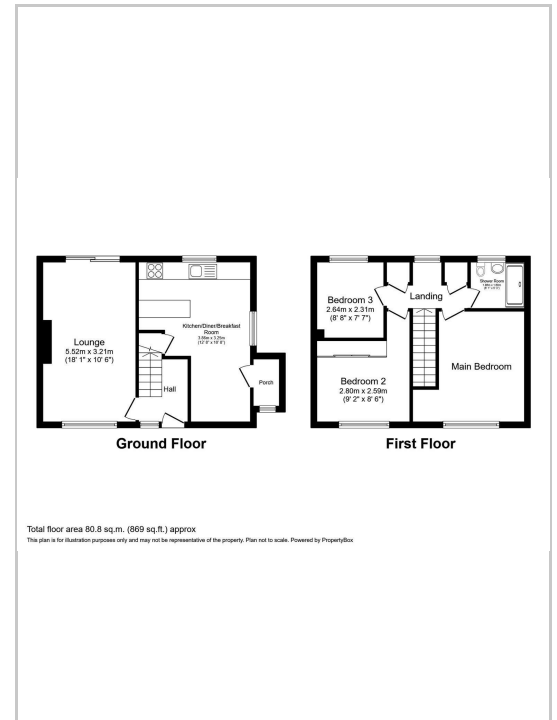 Lounge
5.52m x 3.21m
(18' 1" x 10' 6")
Kitchen/Diner/Breakfast
Room
Hall
Porch
Ground Floor
Bedroom 3
2.64m x 2.31m
(8' 8" x 7' 7")
Landing
Shower Room
Bedroom 2
2.80m x 2.59m
(9' 2" x 8' 6")
Main Bedroom
First Floor
Total floor area 80.8 sq.m. (869 sq.ft.) approx
This plan is for illustration purposes only and may not be representative of the property. Plan not to scale. Powered by PropertyBox